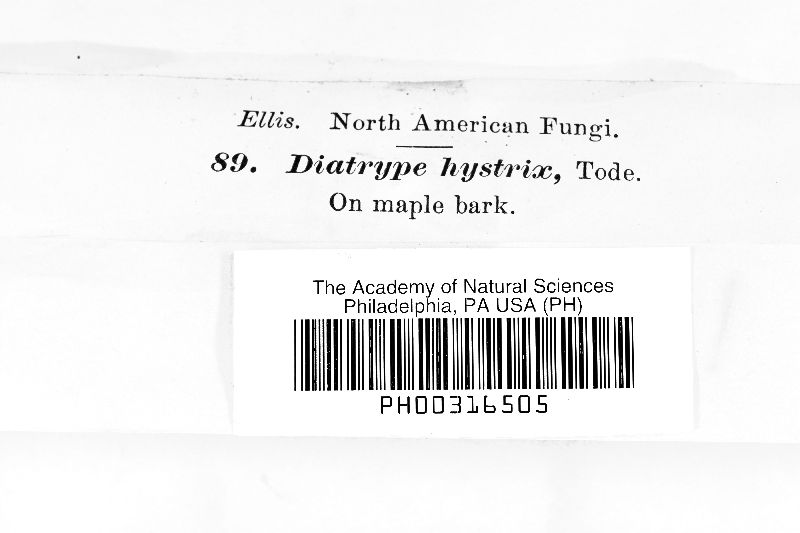 Ellis. North American Fungi.
89. Diatrype hystrix, Tode.
On maple bark.
The Academy of Natural Sciences
Philadelphia, PA USA (PH)
PH00316505